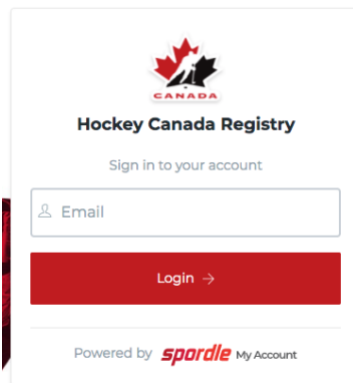 CANADA
Hockey Canada Registry
Sign in to your account
Email
Login →
Powered by spordle My Account